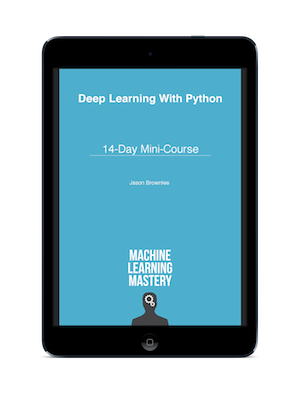 Deep Learning With Python
14-Day Mini-Course
Jason Brownlee
MACHINE
LEARNING
MASTERY